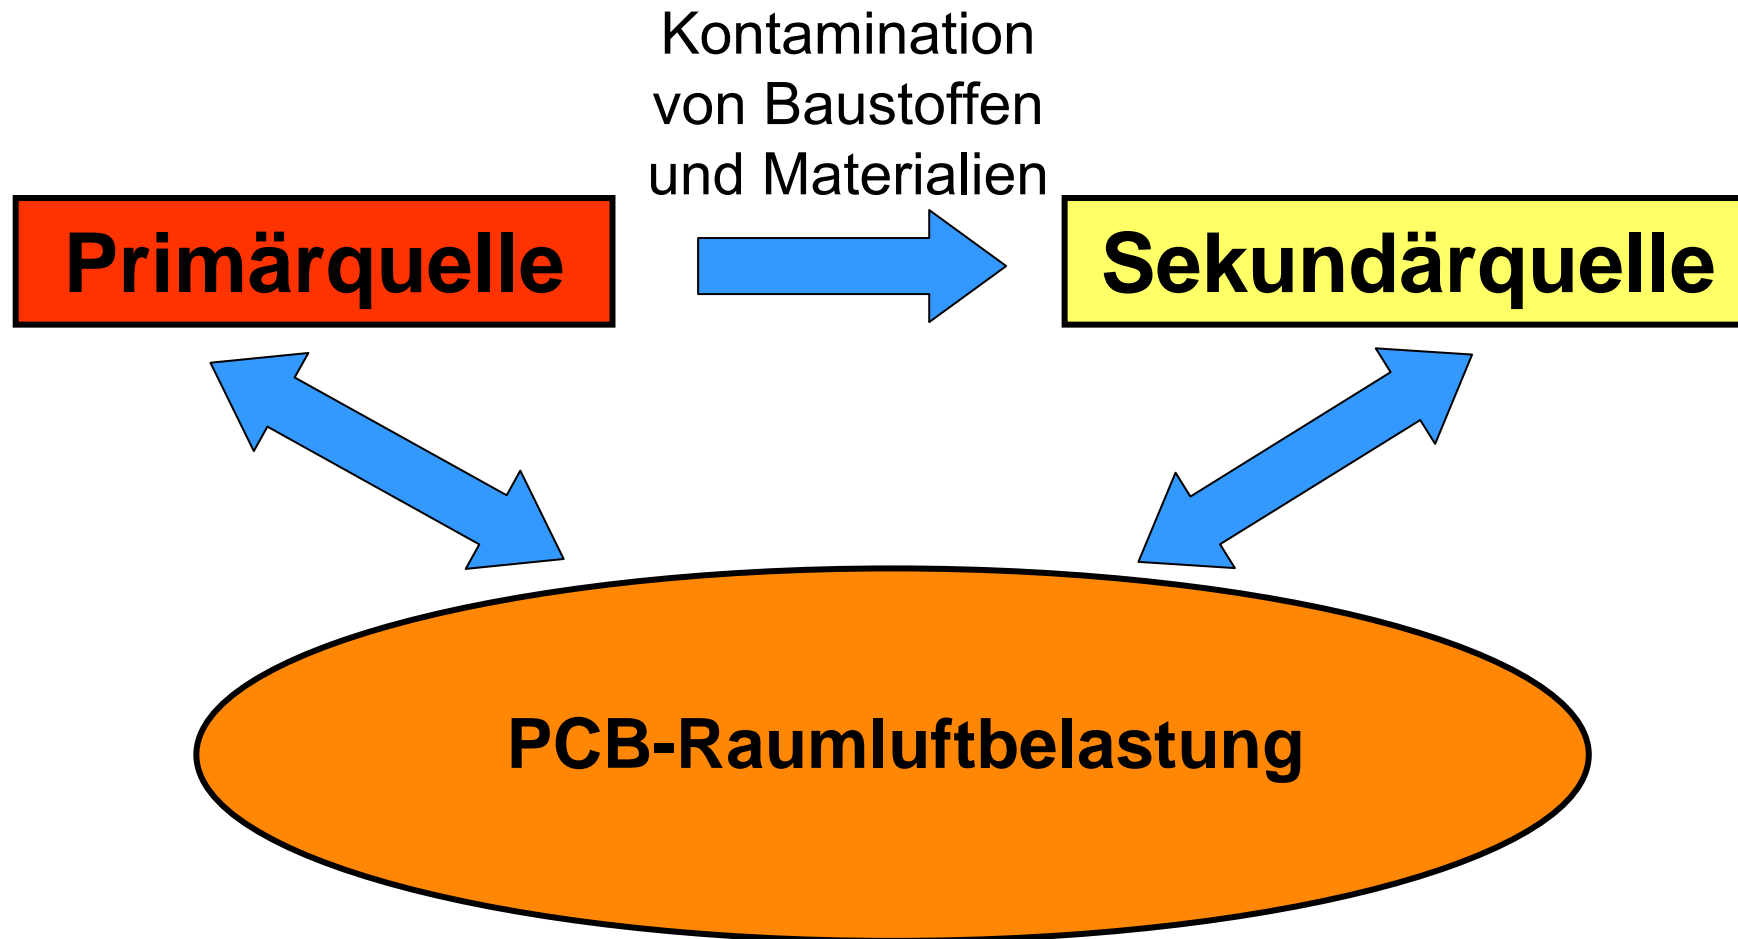 Kontamination
von Baustoffen
und Materialien
Primärquelle
Sekundärquelle
PCB-Raumluftbelastung